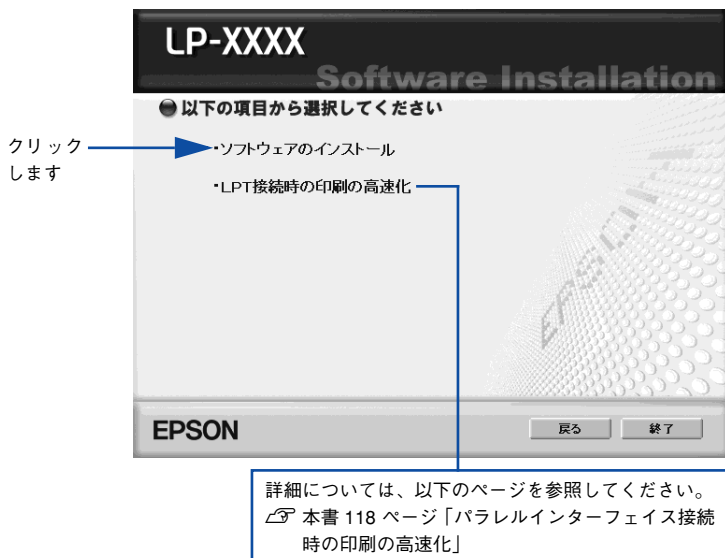 LP-XXXX
Software Installation
以下の項目から選択してください
クリック
します
・ソフトウェアのインストール
・LPT接続時の印刷の高速化
EPSON
EPSON
戻る
終了
詳細については、以下のページを参照してください。
本書 118 ページ「パラレルインターフェイス接続
時の印刷の高速化」